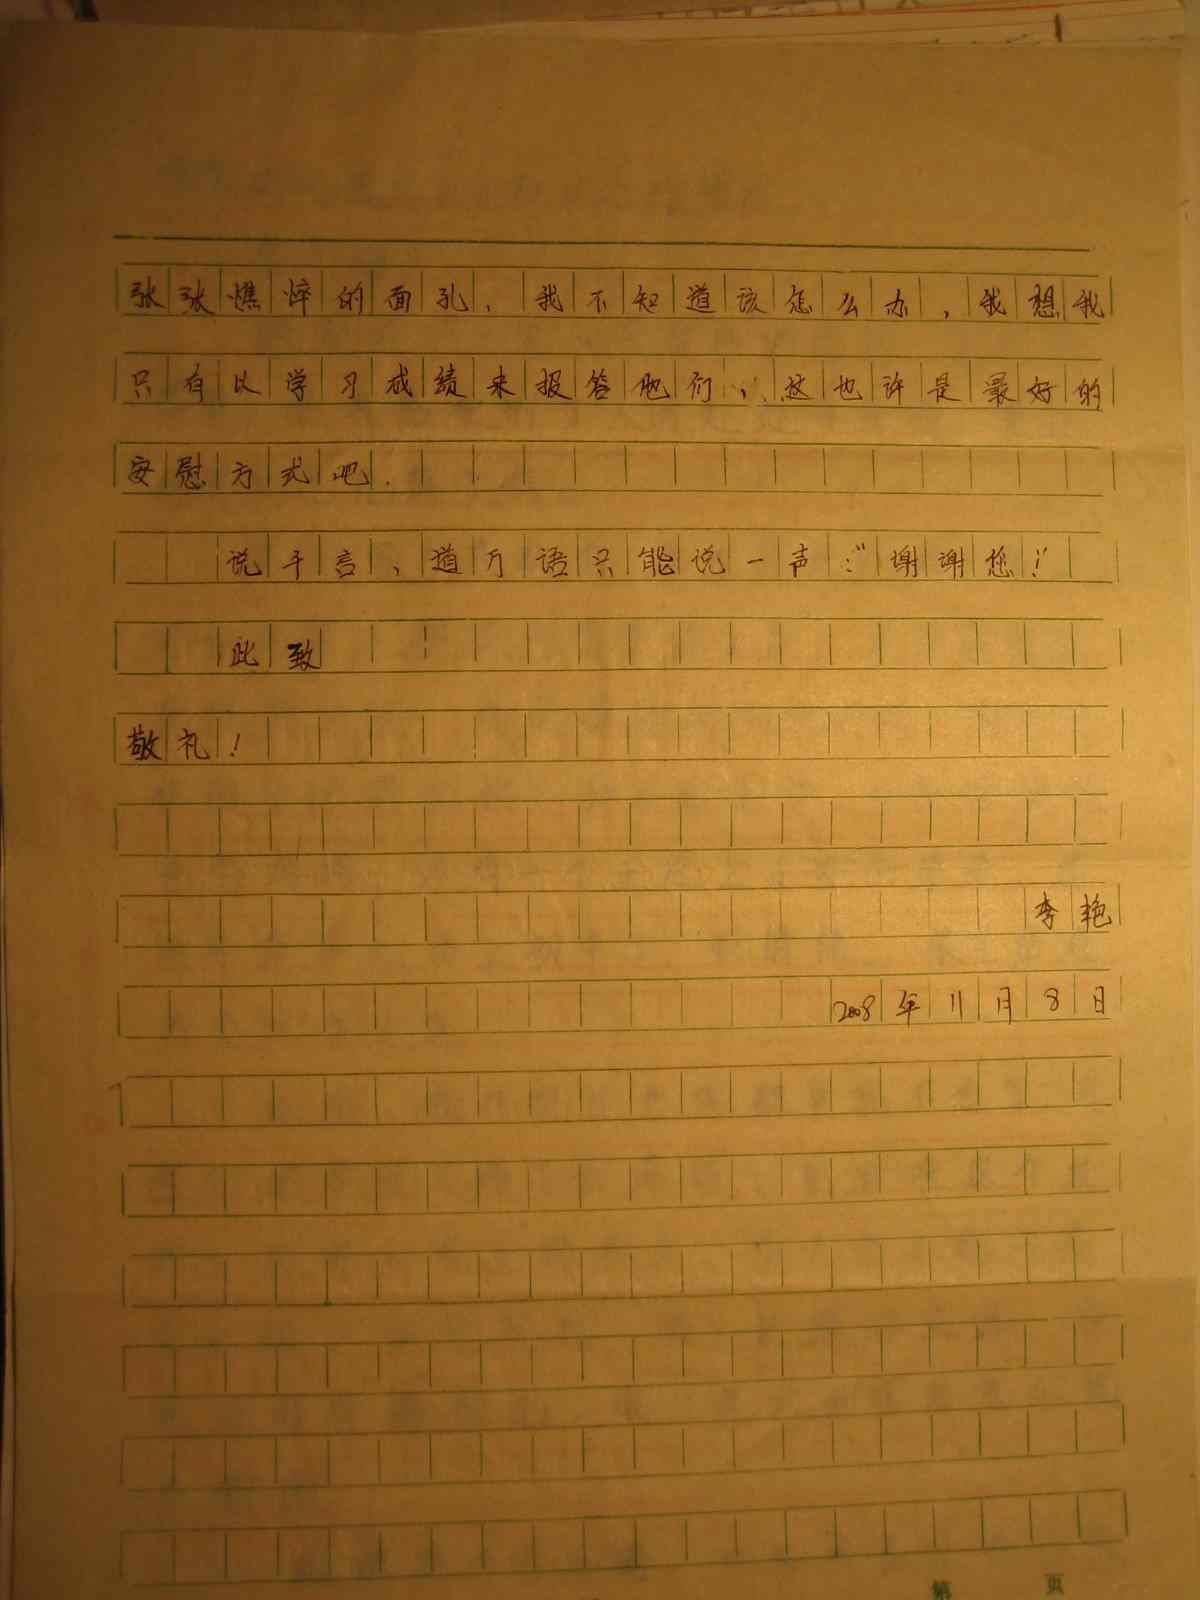 张张憔悴的面孔，我不知道该怎么办，我想我
只有以学习成绩来报答他们，这也许是最好的
安慰方式吧.
说千言、道万语只能说一声：“谢谢您！”
此致
敬礼！
李艳
2008年11月8日
第 页